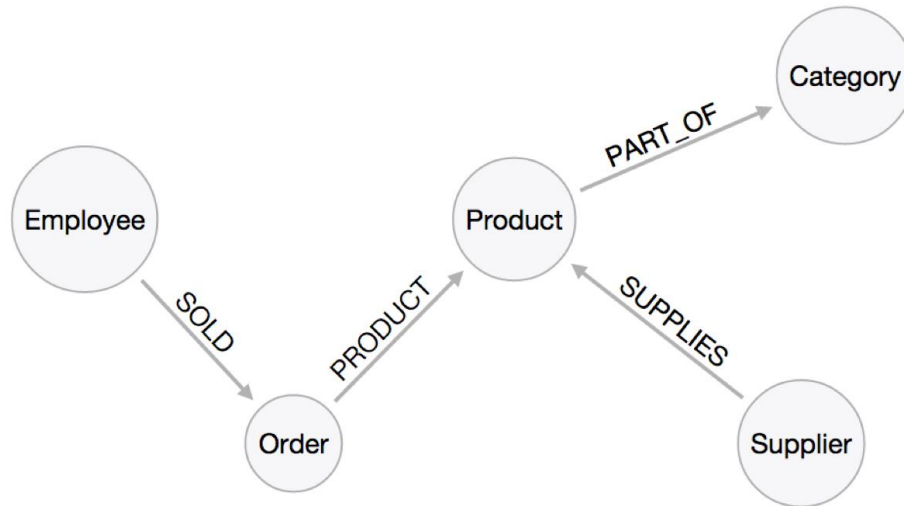 Category
PART_OF
Employee
Product
SOLD
PRODUCT
SUPPLIES
Order
Supplier